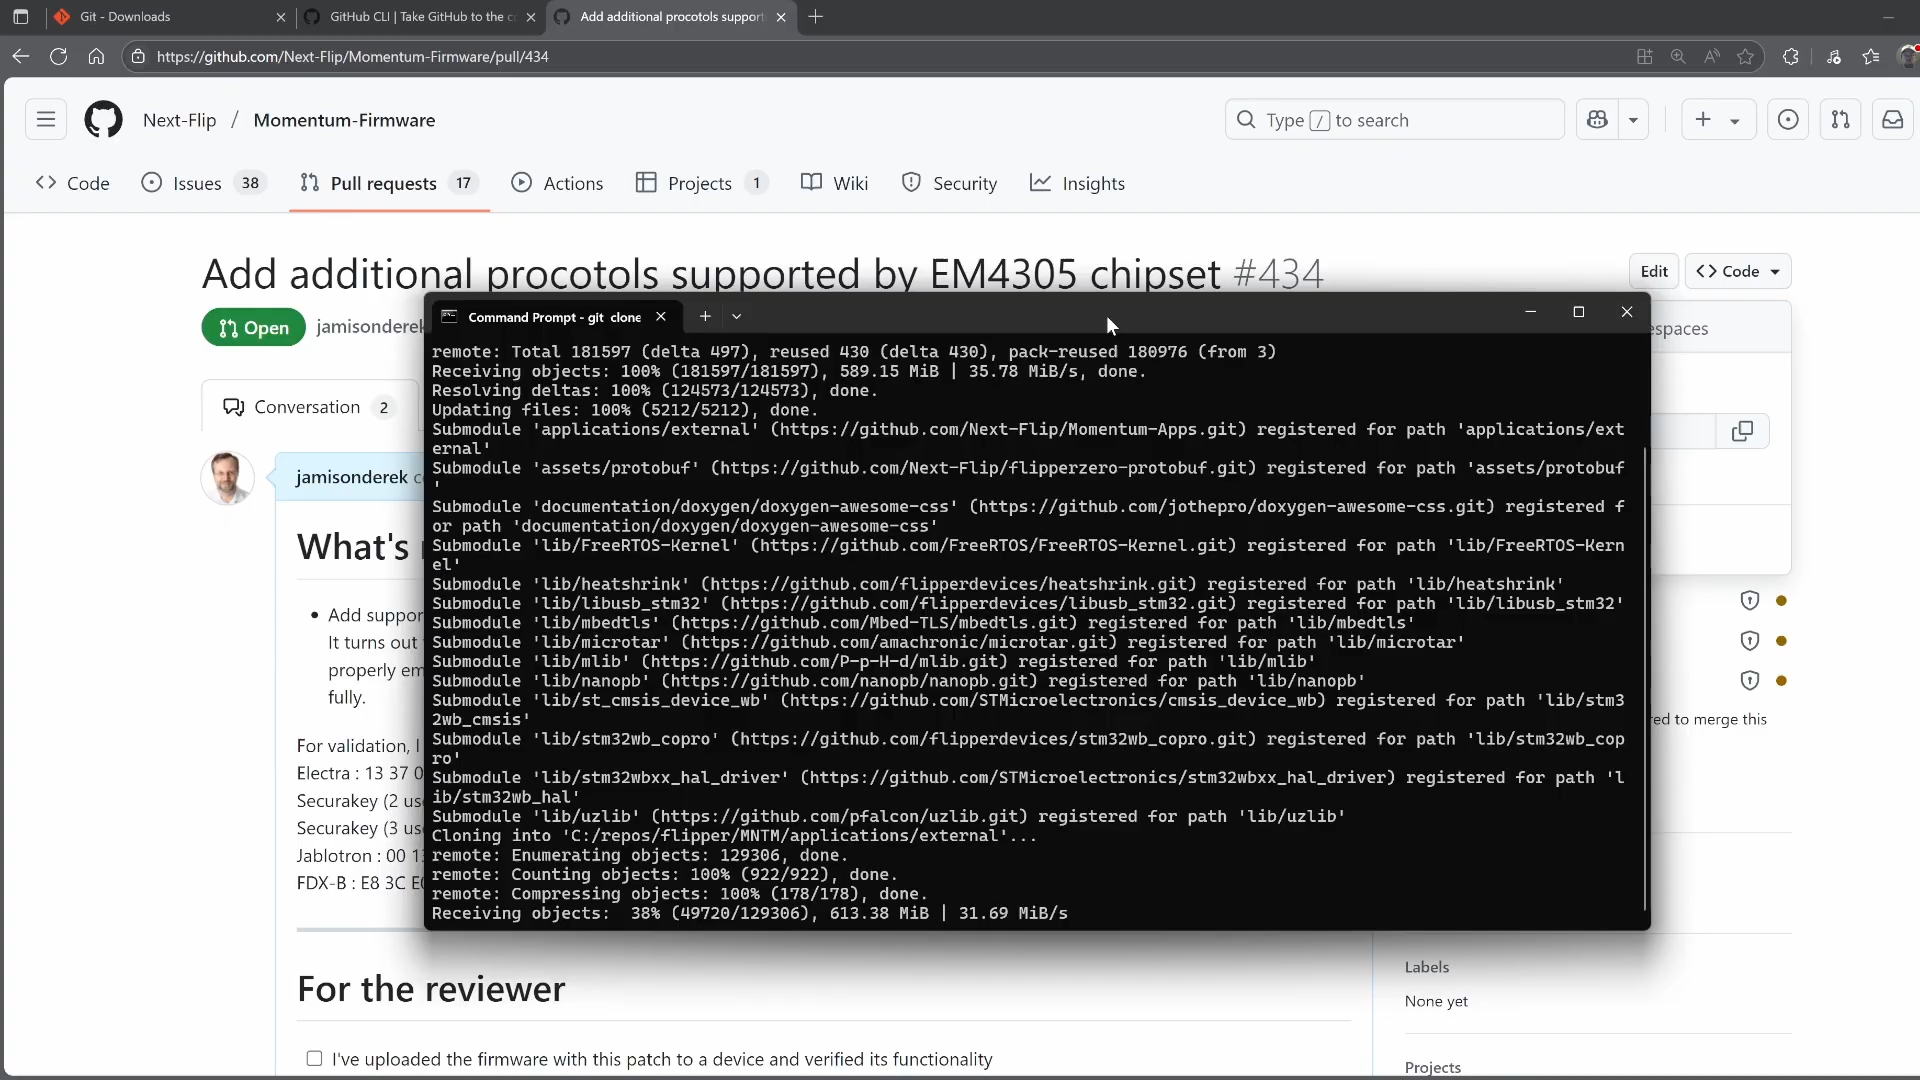 Git - Downloads
GitHub CLI | Take GitHub to the c
Add additional procotols support
https://github.com/Next-Flip/Momentum-Firmware/pull/434
Next-Flip / Momentum-Firmware
Type / to search
Code
Issues 38
Pull requests 17
Actions
Projects 1
Wiki
Security
Insights
Add additional procotols supported by EM4305 chipset #434
Edit
Code
Open
jamisonderek
Conversation 2
jamisonderek
What's
Add suppor
It turns out
properly em
fully.
For validation, I
Electra : 13 37 0
Securakey (2 use
Securakey (3 use
Jablotron : 00 13
FDX-B : E8 3C E0
Command Prompt - git clone
remote: Total 181597 (delta 497), reused 430 (delta 430), pack-reused 180976 (from 3)
Receiving objects: 100% (181597/181597), 589.15 MiB | 35.78 MiB/s, done.
Resolving deltas: 100% (124573/124573), done.
Updating files: 100% (5212/5212), done.
Submodule 'applications/external' (https://github.com/Next-Flip/Momentum-Apps.git) registered for path 'applications/ext
ernal'
Submodule 'assets/protobuf' (https://github.com/Next-Flip/flipperzero-protobuf.git) registered for path 'assets/protobuf
'
Submodule 'documentation/doxygen/doxygen-awesome-css' (https://github.com/jothepro/doxygen-awesome-css.git) registered f
or path 'documentation/doxygen/doxygen-awesome-css'
Submodule 'lib/FreeRTOS-Kernel' (https://github.com/FreeRTOS/FreeRTOS-Kernel.git) registered for path 'lib/FreeRTOS-Kern
el'
Submodule 'lib/heatshrink' (https://github.com/flipperdevices/heatshrink.git) registered for path 'lib/heatshrink'
Submodule 'lib/libusb_stm32' (https://github.com/flipperdevices/libusb_stm32.git) registered for path 'lib/libusb_stm32'
Submodule 'lib/mbedtls' (https://github.com/Mbed-TLS/mbedtls.git) registered for path 'lib/mbedtls'
Submodule 'lib/microtar' (https://github.com/amachronic/microtar.git) registered for path 'lib/microtar'
Submodule 'lib/mlib' (https://github.com/P-p-H-d/mlib.git) registered for path 'lib/mlib'
Submodule 'lib/nanopb' (https://github.com/nanopb/nanopb.git) registered for path 'lib/nanopb'
Submodule 'lib/st_cmsis_device_wb' (https://github.com/STMicroelectronics/cmsis_device_wb) registered for path 'lib/stm3
2wb_cmsis'
Submodule 'lib/stm32wb_copro' (https://github.com/flipperdevices/stm32wb_copro.git) registered for path 'lib/stm32wb_cop
ro'
Submodule 'lib/stm32wbxx_hal_driver' (https://github.com/STMicroelectronics/stm32wbxx_hal_driver) registered for path 'l
ib/stm32wb_hal'
Submodule 'lib/uzlib' (https://github.com/pfalcon/uzlib.git) registered for path 'lib/uzlib'
Cloning into 'C:/repos/flipper/MNTM/applications/external'...
remote: Enumerating objects: 129306, done.
remote: Counting objects: 100% (922/922), done.
remote: Compressing objects: 100% (178/178), done.
Receiving objects:  38% (49720/129306), 613.38 MiB | 31.69 MiB/s
espaces
ed to merge this
For the reviewer
I've uploaded the firmware with this patch to a device and verified its functionality
Labels
None yet
Projects